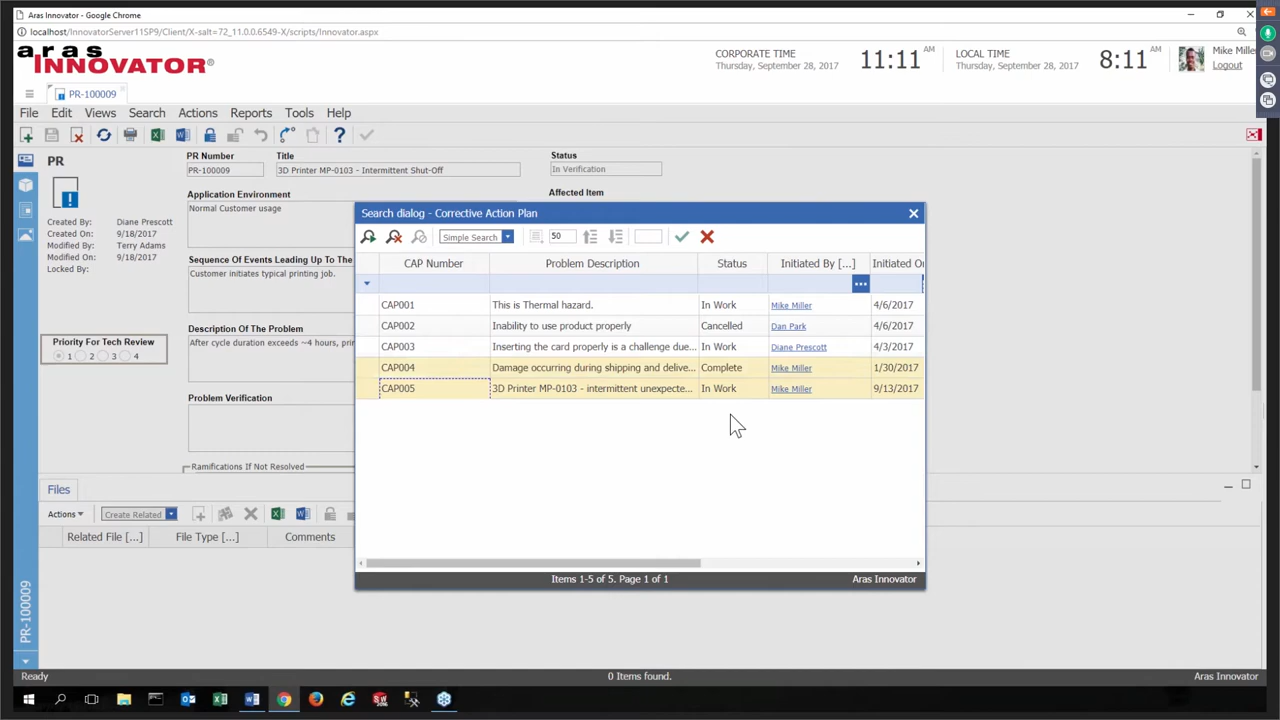 Aras Innovator - Google Chrome
localhost/InnovatorServer11SP9/Client/X-salt=72_11.0.0.6549-X/scripts/Innovator.aspx
aras
INNOVATOR®
CORPORATE TIME
Thursday, September 28, 2017
11:11 AM
LOCAL TIME
Thursday, September 28, 2017
8:11 AM
Mike Miller
Logout
PR-100009
File Edit Views Search Actions Reports Tools Help
PR
PR Number
PR-100009
Title
3D Printer MP-0103 - Intermittent Shut-Off
Status
In Verification
Application Environment
Normal Customer usage
Affected Item
Created By: Diane Prescott
Created On: 9/18/2017
Modified By: Terry Adams
Modified On: 9/18/2017
Locked By:
Sequence Of Events Leading Up To The
Customer initiates typical printing job.
Priority For Tech Review
1 2 3 4
Description Of The Problem
After cycle duration exceeds ~4 hours, prin
Problem Verification
Ramifications If Not Resolved
Search dialog - Corrective Action Plan
Simple Search 50
CAP Number Problem Description Status Initiated By [...] Initiated On
CAP001 This is Thermal hazard. In Work Mike Miller 4/6/2017
CAP002 Inability to use product properly Cancelled Dan Park 4/6/2017
CAP003 Inserting the card properly is a challenge due... In Work Diane Prescott 4/3/2017
CAP004 Damage occurring during shipping and delive... Complete Mike Miller 1/30/2017
CAP005 3D Printer MP-0103 - intermittent unexpecte... In Work Mike Miller 9/13/2017
Items 1-5 of 5. Page 1 of 1 Aras Innovator
Files
Actions Create Related
Related File [...] File Type [...] Comments
PR-100009
Ready 0 Items found. Aras Innovator